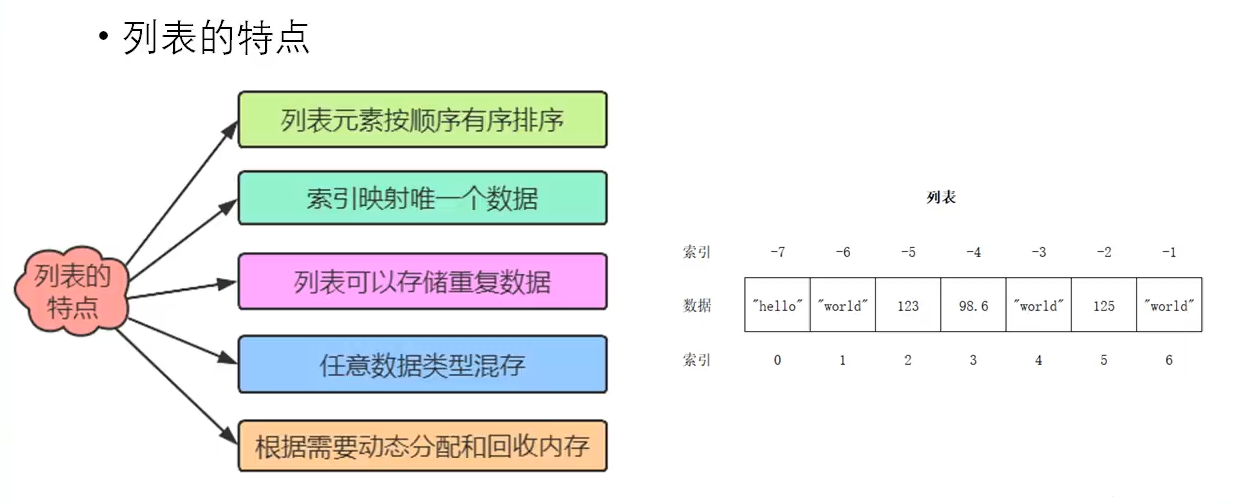 • 列表的特点
列表元素按顺序有序排序
索引映射唯一个数据
列表可以存储重复数据
任意数据类型混存
根据需要动态分配和回收内存
列表的
特点
列表
索引 -7 -6 -5 -4 -3 -2 -1
数据 "hello" "world" 123 98.6 "world" 125 "world"
索引 0 1 2 3 4 5 6